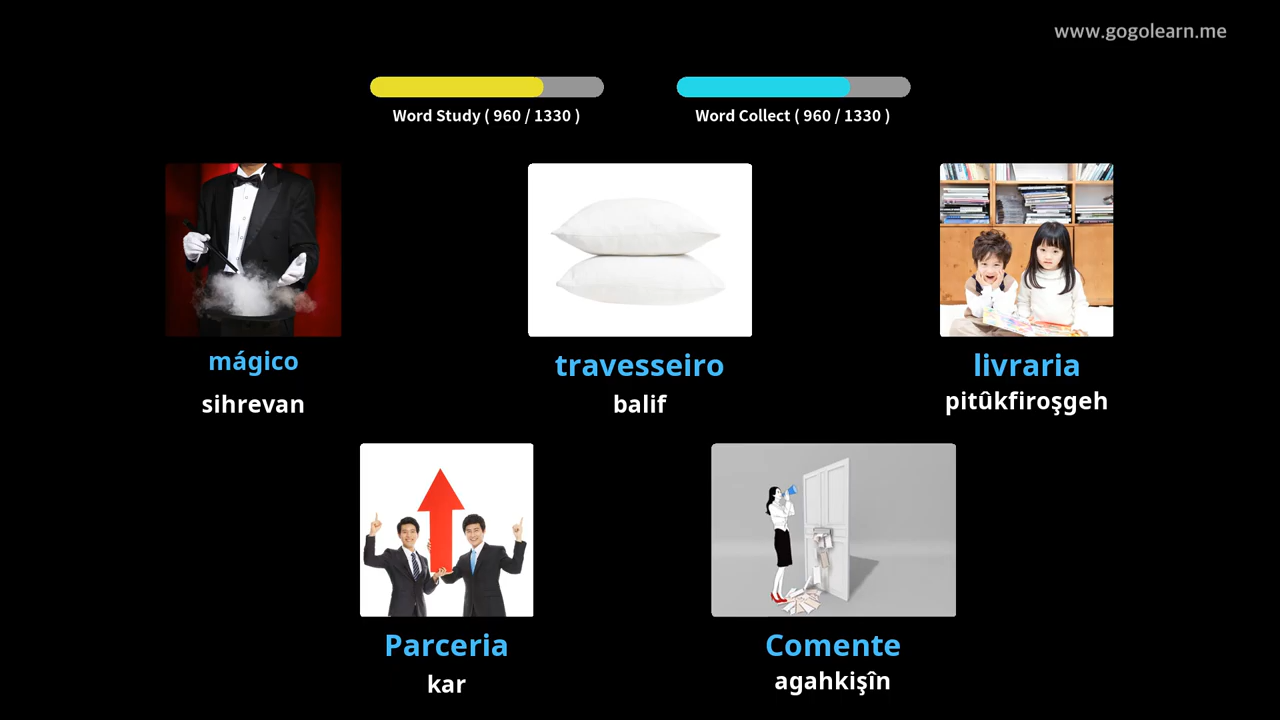 www.gogolearn.me
Word Study ( 960 / 1330 )
Word Collect ( 960 / 1330 )
mágico
sihrevan
travesseiro
balif
livraria
pitûkfiroşgeh
Parceria
kar
Comente
agahkişîn